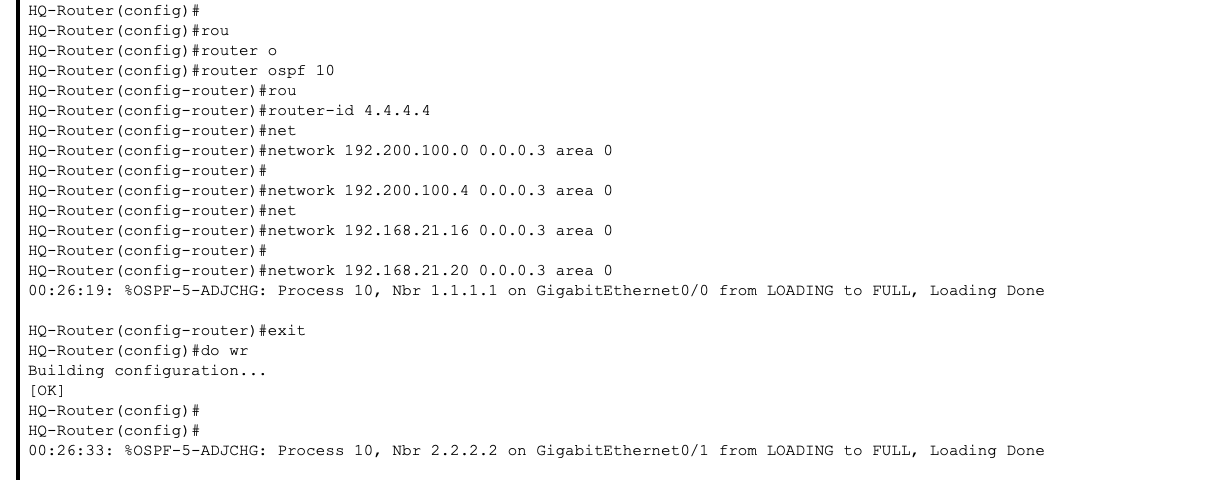 HQ-Router(config)#
HQ-Router(config)#rou
HQ-Router(config)#router o
HQ-Router(config)#router ospf 10
HQ-Router(config-router)#rou
HQ-Router(config-router)#router-id 4.4.4.4
HQ-Router(config-router)#net
HQ-Router(config-router)#network 192.200.100.0 0.0.0.3 area 0
HQ-Router(config-router)#
HQ-Router(config-router)#network 192.200.100.4 0.0.0.3 area 0
HQ-Router(config-router)#net
HQ-Router(config-router)#network 192.168.21.16 0.0.0.3 area 0
HQ-Router(config-router)#
HQ-Router(config-router)#network 192.168.21.20 0.0.0.3 area 0
00:26:19: %OSPF-5-ADJCHG: Process 10, Nbr 1.1.1.1 on GigabitEthernet0/0 from LOADING to FULL, Loading Done
HQ-Router(config-router)#exit
HQ-Router(config)#do wr
Building configuration...
[OK]
HQ-Router(config)#
HQ-Router(config)#
00:26:33: %OSPF-5-ADJCHG: Process 10, Nbr 2.2.2.2 on GigabitEthernet0/1 from LOADING to FULL, Loading Done